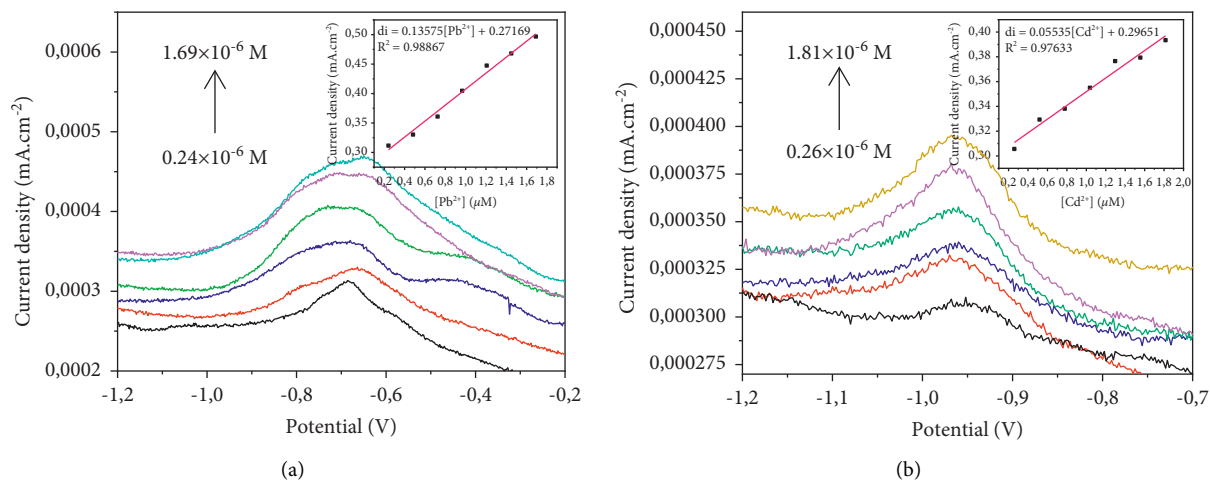 0,0006
0,0005
0,0004
0,0003
0,0002
Current density (mA.cm-2)
1.69×10-6 M
0.24×10-6 M
-1,2 -1,0 -0,8 -0,6 -0,4 -0,2
Potential (V)
di = 0.13575[Pb2+] + 0.27169
R2 = 0.98867
0,50
0,45
0,40
0,35
0,30
Current density (mA.cm-2)
0,2 0,4 0,6 0,8 1,0 1,2 1,4 1,6 1,8
[Pb2+] (μM)
(a)
0,000450
0,000425
0,000400
0,000375
0,000350
0,000325
0,000300
0,000275
Current density (mA.cm-2)
1.81×10-6 M
0.26×10-6 M
-1,2 -1,1 -1,0 -0,9 -0,8 -0,7
Potential (V)
di = 0.05535[Cd2+] + 0.29651
R2 = 0.97633
0,40
0,38
0,36
0,34
0,32
0,30
Current density (mA.cm-2)
0,2 0,4 0,6 0,8 1,0 1,2 1,4 1,6 1,8 2,0
[Cd2+] (μM)
(b)